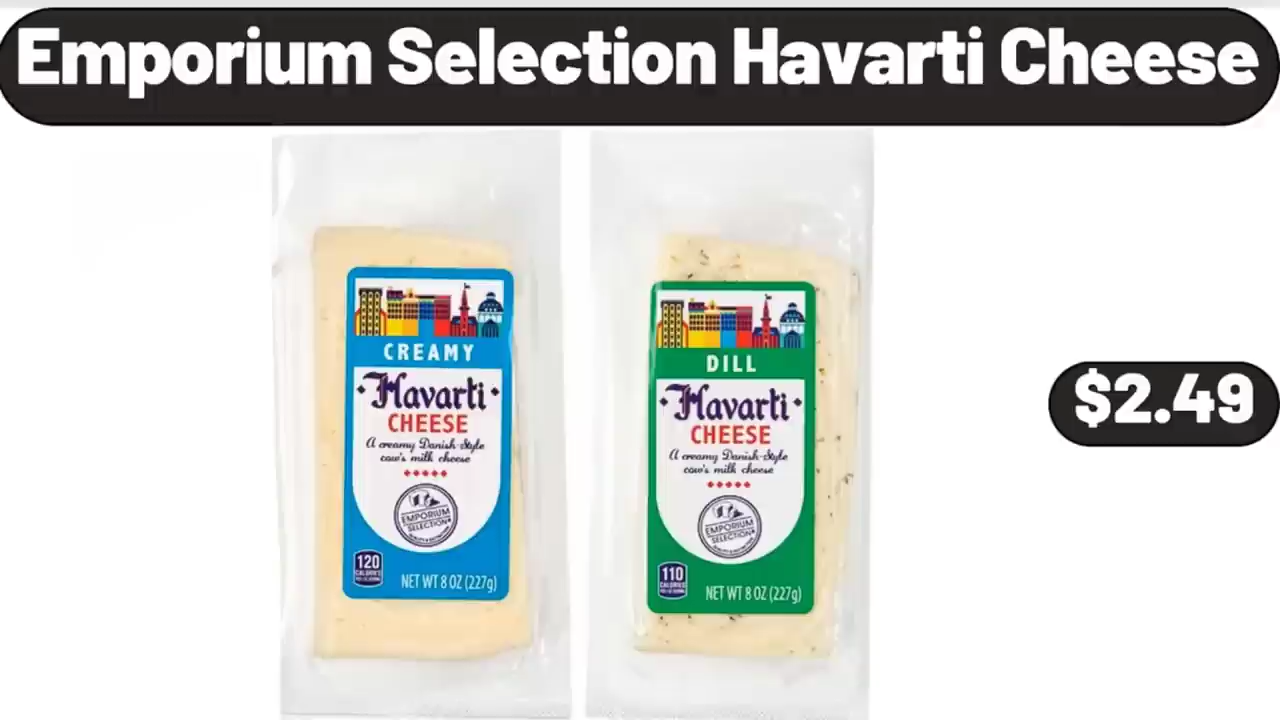 Emporium Selection Havarti Cheese
CREAMY
Havarti
CHEESE
A creamy Danish-Style
cow's milk cheese
EMPORIUM
SELECTION
120
CALORIES
NET WT 8 OZ (227g)
DILL
Havarti
CHEESE
A creamy Danish-Style
cow's milk cheese
EMPORIUM
SELECTION
110
CALORIES
NET WT 8 OZ (227g)
$2.49